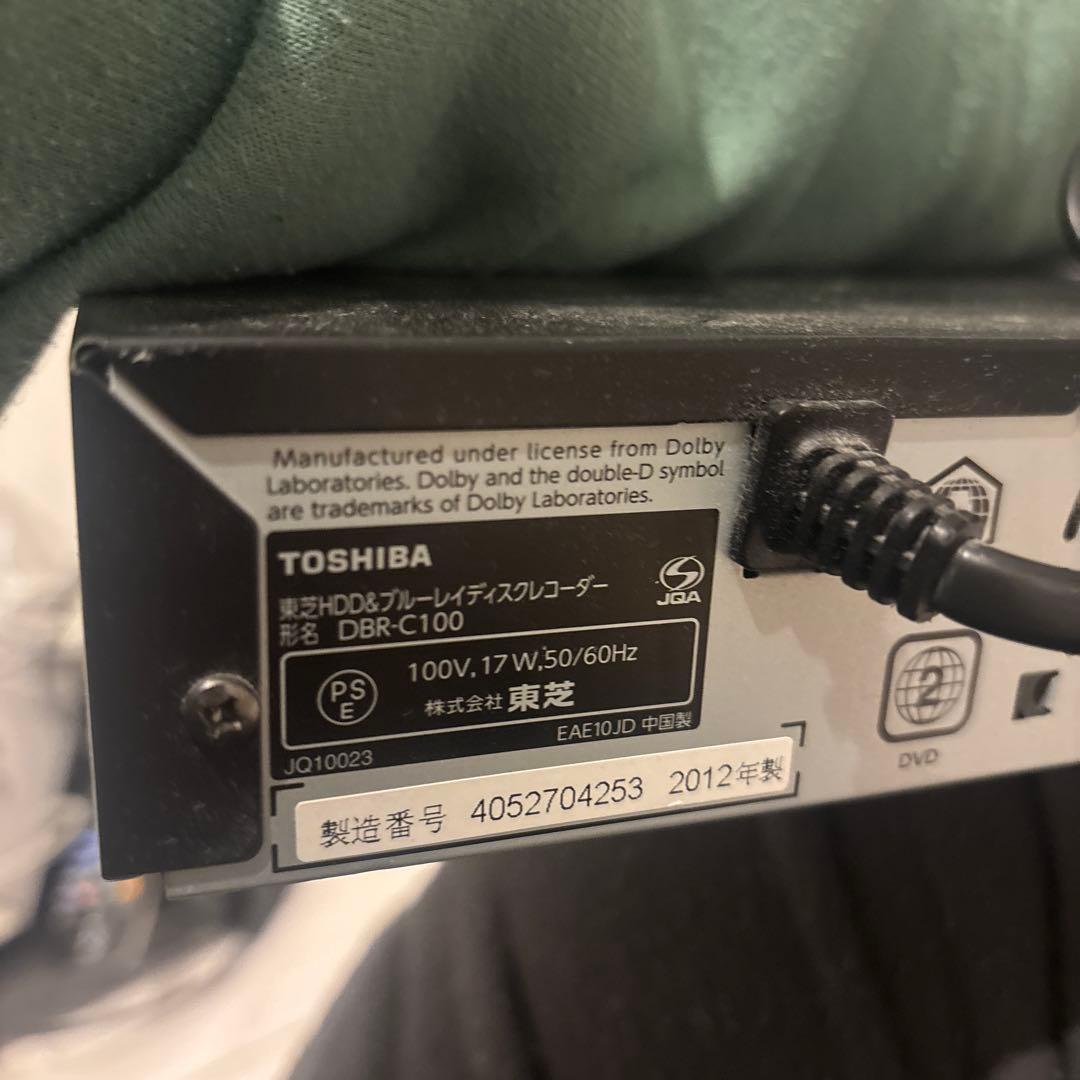 Manufactured under license from Dolby
Laboratories. Dolby and the double-D symbol
are trademarks of Dolby Laboratories.
TOSHIBA
東芝HDD&ブルーレイディスクレコーダー
形名 DBR-C100
JQA
PS
E
100V, 17W, 50/60Hz
株式会社 東芝
EAE10JD 中国製
JQ10023
製造番号 4052704253 2012年製
2
DVD